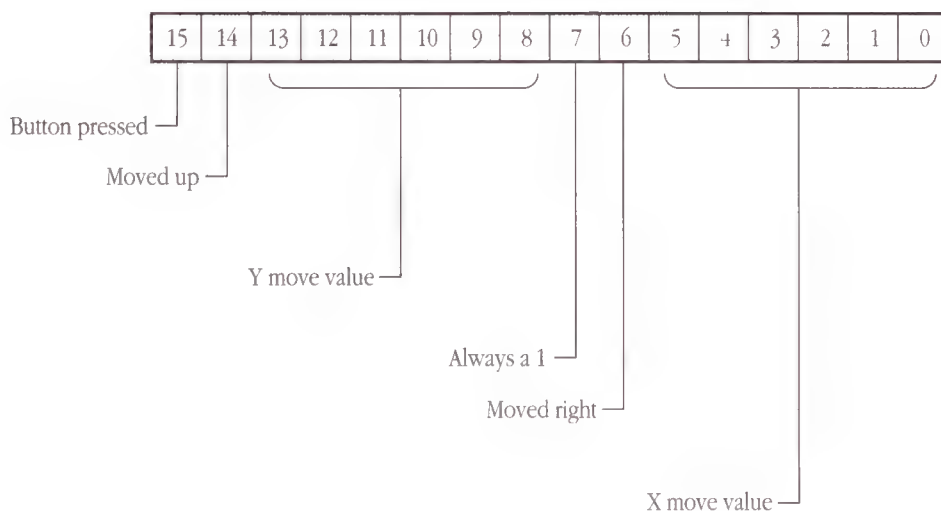 15 14 13 12 11 10 9 8 7 6 5 4 3 2 1 0
Button pressed
Moved up
Y move value
Always a 1
Moved right
X move value